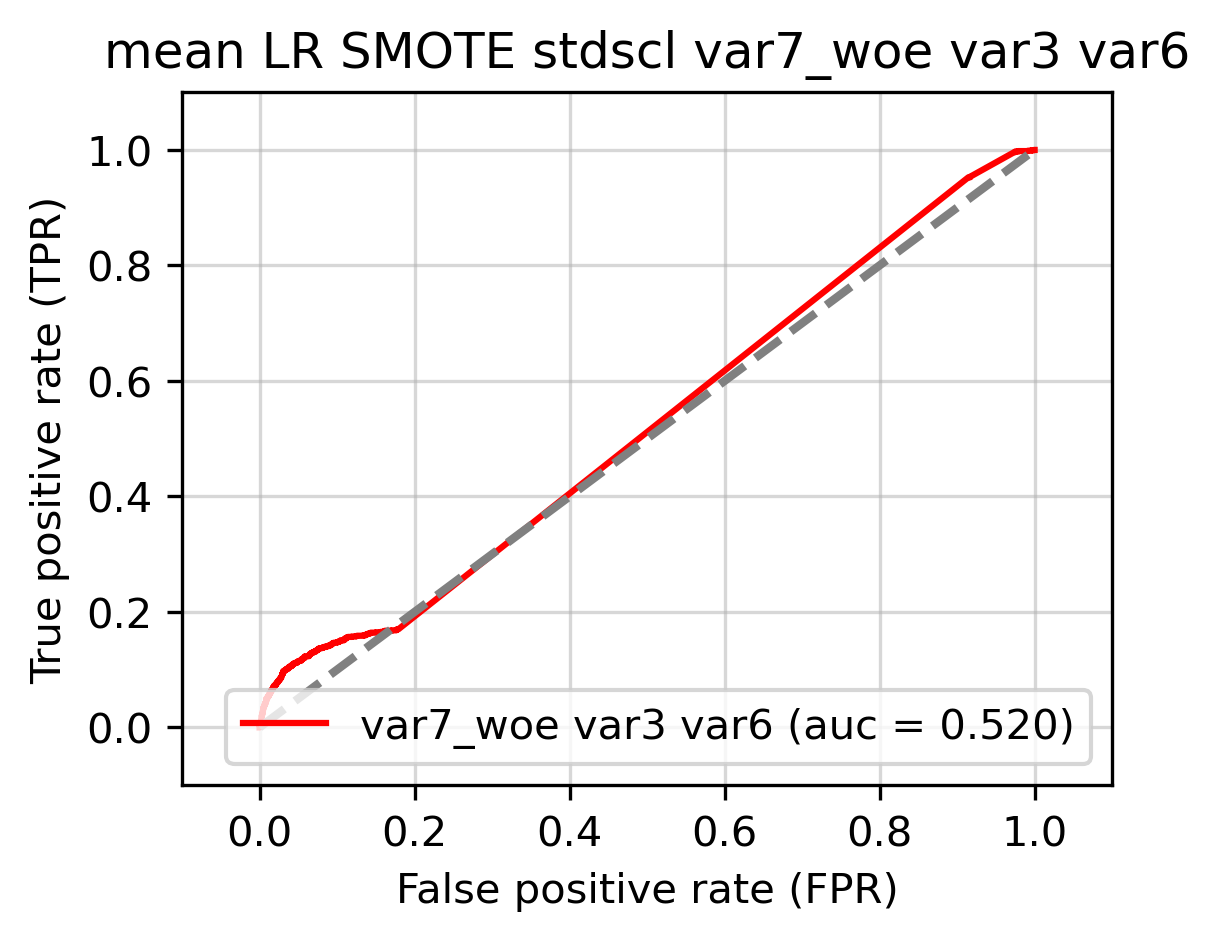 mean LR SMOTE stdscl var7_woe var3 var6
True positive rate (TPR)
1.0
0.8
0.6
0.4
0.2
0.0
var7_woe var3 var6 (auc = 0.520)
0.0 0.2 0.4 0.6 0.8 1.0
False positive rate (FPR)